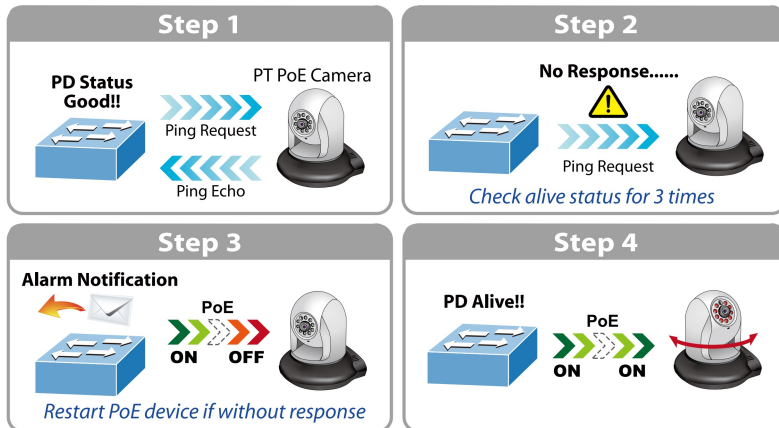 Step 1
PD Status
Good!!
PT PoE Camera
Ping Request
Ping Echo
Step 2
No Response......
!
Ping Request
Check alive status for 3 times
Step 3
Alarm Notification
PoE
ON
OFF
Restart PoE device if without response
Step 4
PD Alive!!
PoE
ON
ON